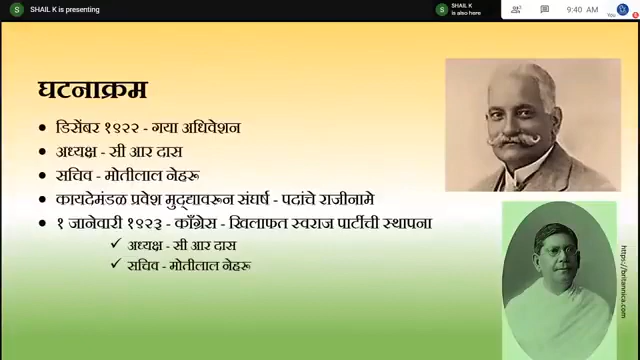 SHAIL K is presenting
SHAIL K
is also here
9:40 AM
You
घटनाक्रम
• डिसेंबर १९२२ - गया अधिवेशन
• अध्यक्ष - सी आर दास
• सचिव - मोतीलाल नेहरू
• कायदेमंडळ प्रवेश मुद्द्यावरून संघर्ष - पदांचे राजीनामे
• १ जानेवारी १९२३ - काँग्रेस - खिलाफत स्वराज पार्टीची स्थापना
✓ अध्यक्ष - सी आर दास
✓ सचिव - मोतीलाल नेहरू
https://britannica.com